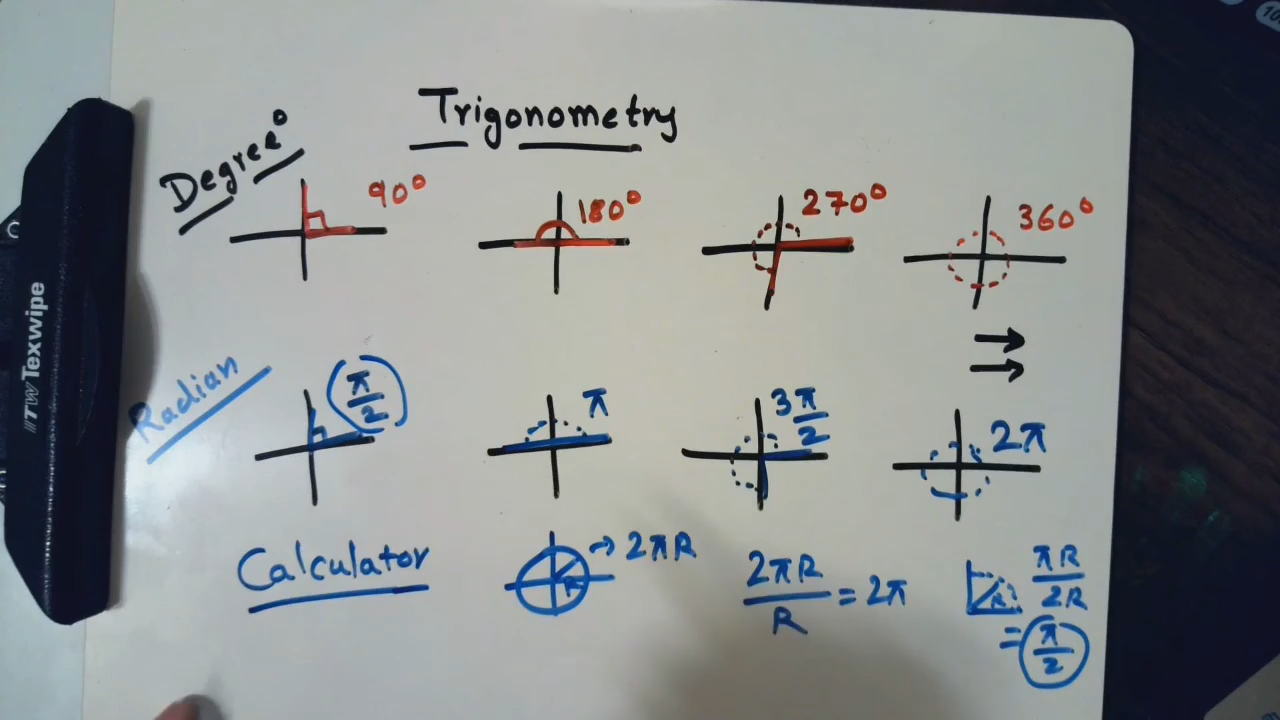 Trigonometry
Degree°
90° 180° 270° 360°
ITW Texwipe
Radian
π/2 π 3π/2 2π
Calculator
R → 2πR
2πR/R = 2π
R πR/2R
= π/2